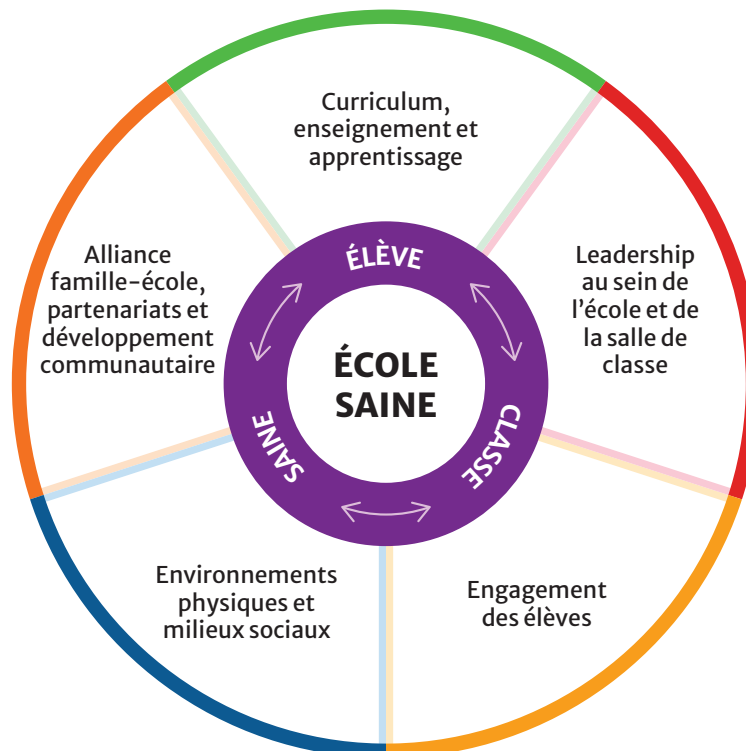 Curriculum,
enseignement et
apprentissage
Alliance
famille-école,
partenariats et
développement
communautaire
Leadership
au sein de
l’école et de
la salle de
classe
ÉLÈVE
ÉCOLE
SAINE
SAINE
CLASSE
Environnements
physiques et
milieux sociaux
Engagement
des élèves